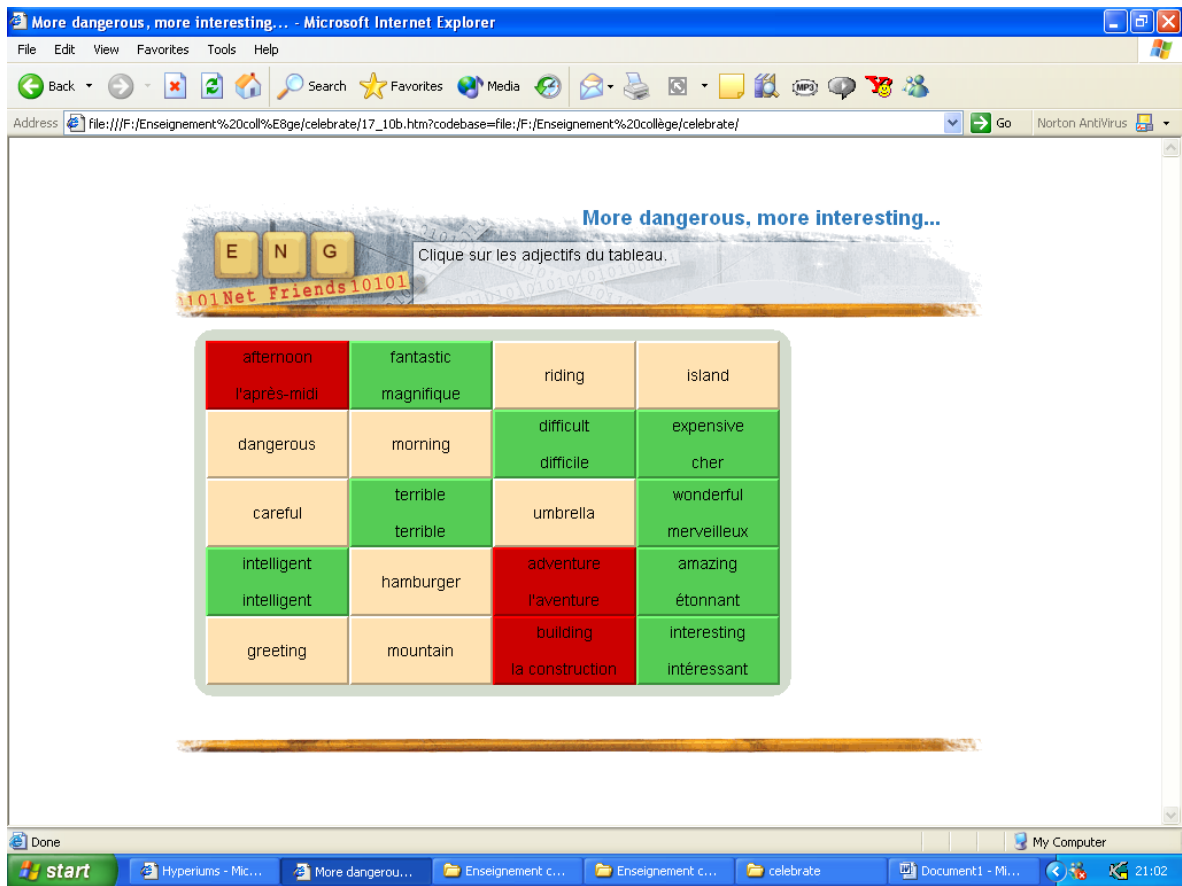 More dangerous, more interesting... - Microsoft Internet Explorer
File Edit View Favorites Tools Help
Back Search Favorites Media MP3
Address file:///F:/Enseignement%20coll%E8ge/celebrate/17_10b.htm?codebase=file:/F:/Enseignement%20collège/celebrate/ Go Norton AntiVirus
More dangerous, more interesting...
E N G
Clique sur les adjectifs du tableau.
1101Net Friends10101
afternoon fantastic
l'après-midi magnifique
riding island
dangerous morning
difficult expensive
difficile cher
careful
terrible
terrible
umbrella
wonderful
merveilleux
intelligent
intelligent
hamburger
adventure amazing
l'aventure étonnant
greeting mountain
building interesting
la construction intéressant
Done My Computer
start Hyperiums - Mic... More dangerou... Enseignement c... Enseignement c... celebrate Document1 - Mi... 21:02